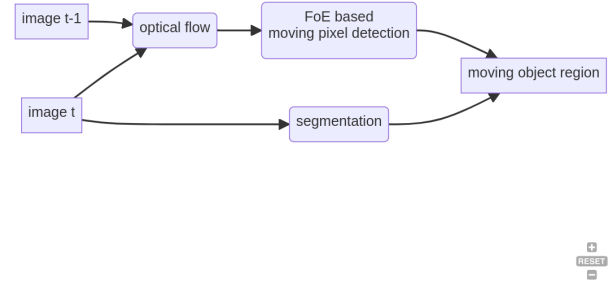 image t-1
optical flow
FoE based
moving pixel detection
moving object region
image t
segmentation
RESET